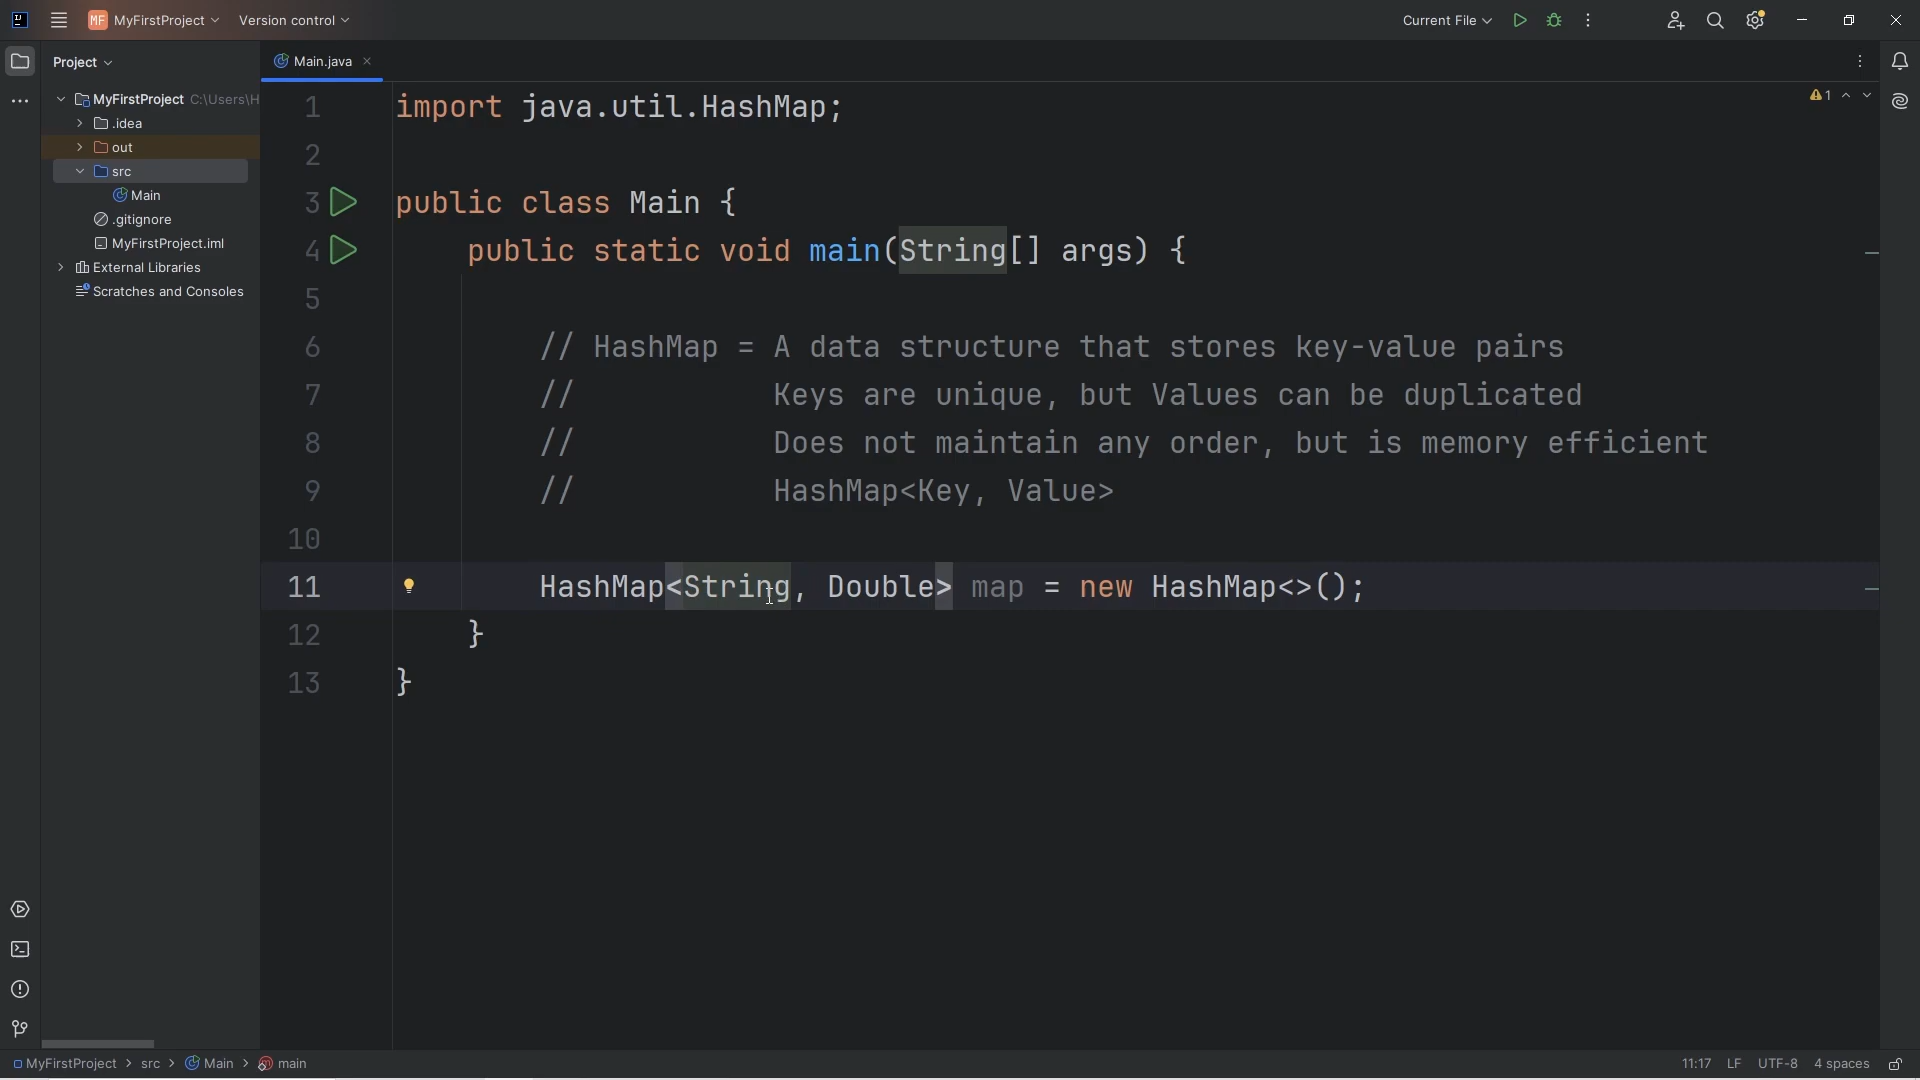 MF MyFirstProject Version control Current File
Project
Main.java
MyFirstProject C:\Users\H
.idea
out
src
Main
.gitignore
MyFirstProject.iml
External Libraries
Scratches and Consoles
1
1 import java.util.HashMap;
2
3 public class Main {
4 public static void main(String[] args) {
5
6 // HashMap = A data structure that stores key-value pairs
7 // Keys are unique, but Values can be duplicated
8 // Does not maintain any order, but is memory efficient
9 // HashMap<Key, Value>
10
11 HashMap<String, Double> map = new HashMap<>();
12 }
13 }
MyFirstProject > src > Main > main 11:17 LF UTF-8 4 spaces